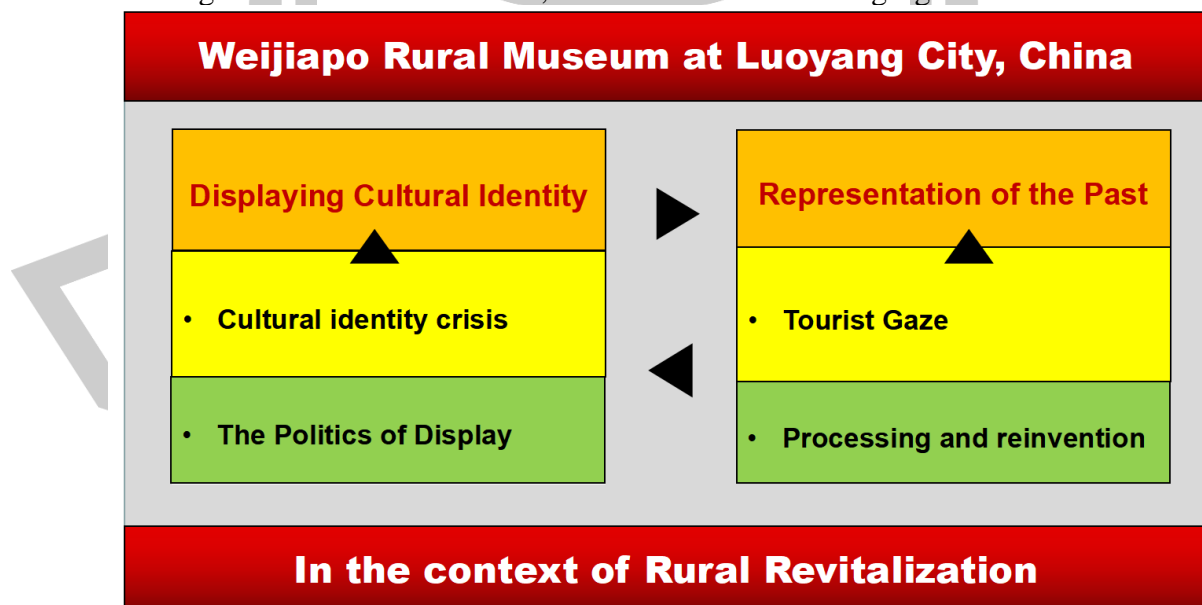 Weijiapo Rural Museum at Luoyang City, China
Displaying Cultural Identity
• Cultural identity crisis
• The Politics of Display
Representation of the Past
• Tourist Gaze
• Processing and reinvention
In the context of Rural Revitalization